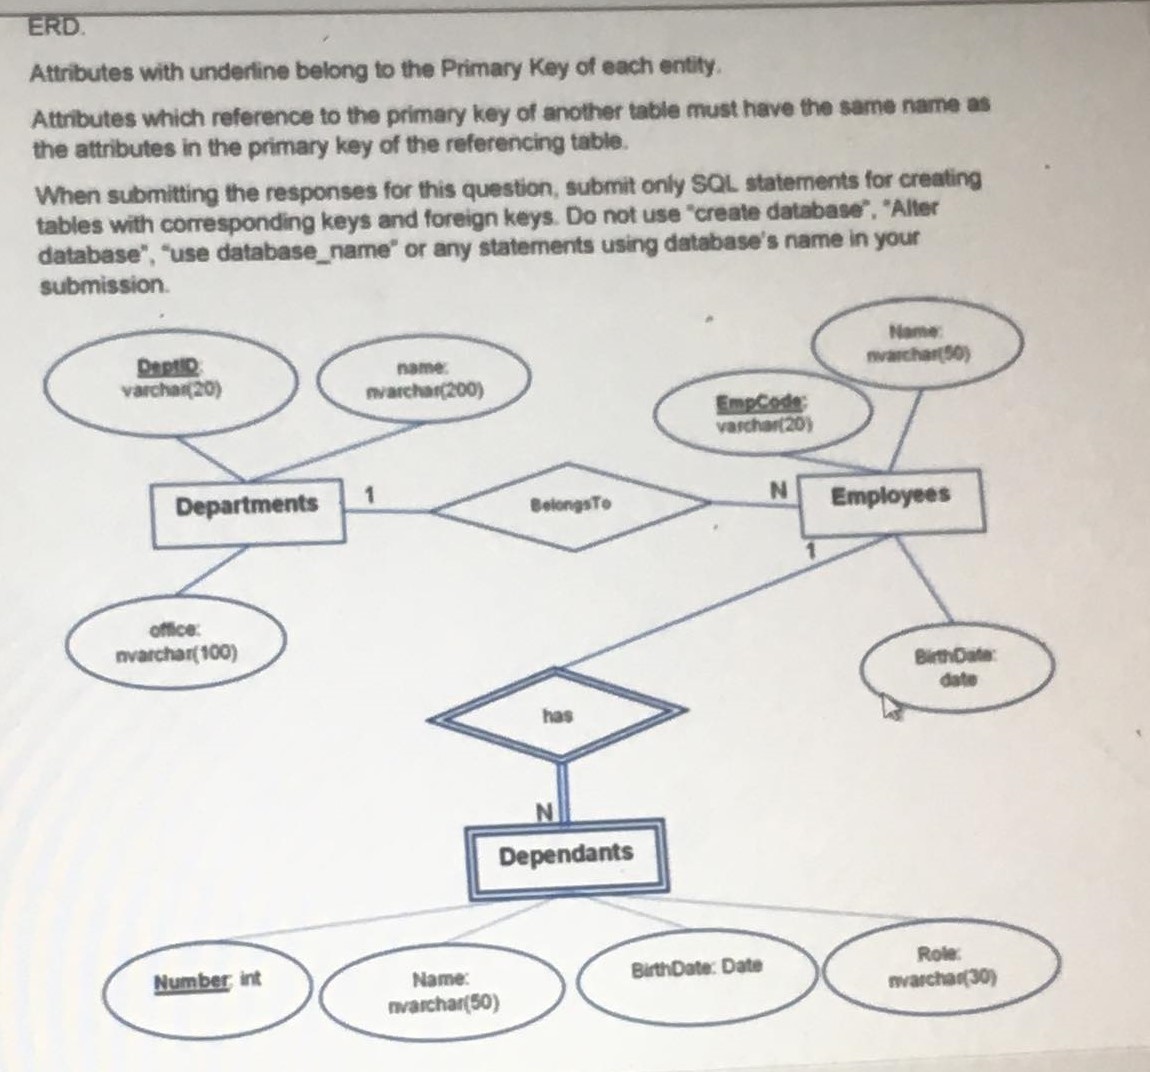 ERD.
Attributes with underline belong to the Primary Key of each entity.
Attributes which reference to the primary key of another table must have the same name as
the attributes in the primary key of the referencing table.
When submitting the responses for this question, submit only SQL statements for creating
tables with corresponding keys and foreign keys. Do not use "create database", "Alter
database", "use database_name" or any statements using database's name in your
submission.
DeptID:
varchar(20)
name:
nvarchar(200)
EmpCode:
varchar(20)
Name:
nvarchar(50)
Departments
1
BelongsTo
N
Employees
1
office:
nvarchar(100)
BirthDate:
date
has
N
Dependants
Number: int
Name:
nvarchar(50)
BirthDate: Date
Role:
nvarchar(30)